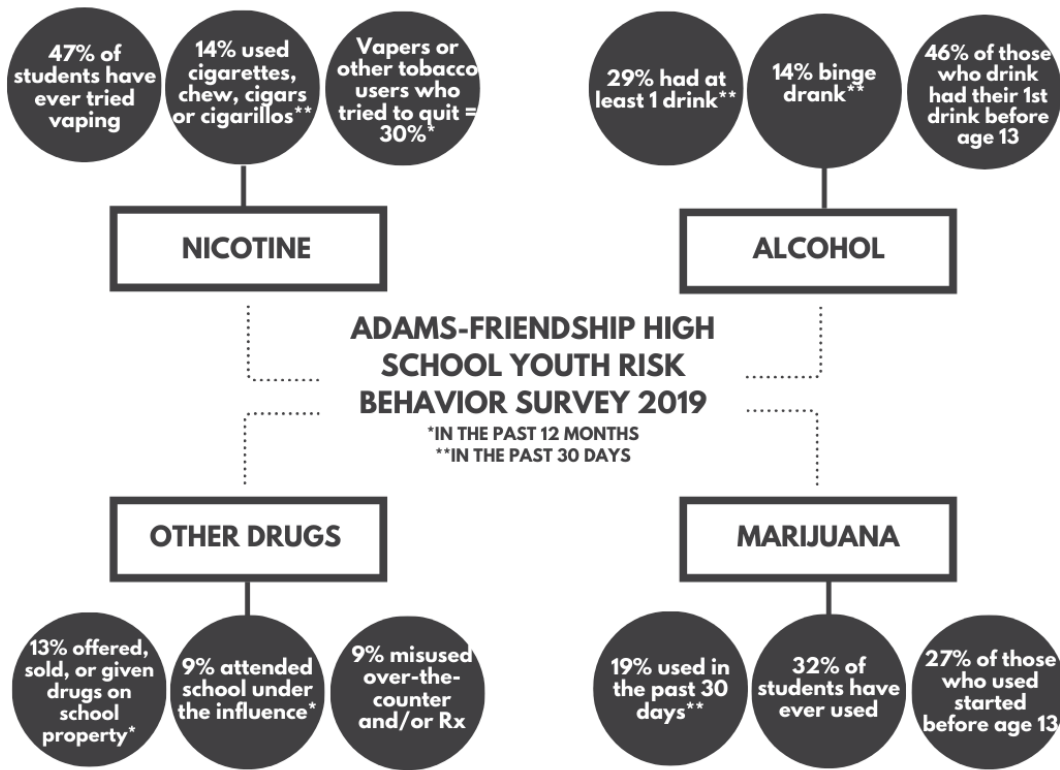 47% of
students have
ever tried
vaping
14% used
cigarettes,
chew, cigars
or cigarillos**
Vapers or
other tobacco
users who
tried to quit =
30%*
NICOTINE
29% had at
least 1 drink**
14% binge
drank**
46% of those
who drink
had their 1st
drink before
age 13
ALCOHOL
ADAMS-FRIENDSHIP HIGH
SCHOOL YOUTH RISK
BEHAVIOR SURVEY 2019
*IN THE PAST 12 MONTHS
**IN THE PAST 30 DAYS
OTHER DRUGS
13% offered,
sold, or given
drugs on
school
property*
9% attended
school under
the influence*
9% misused
over-the-
counter
and/or Rx
MARIJUANA
19% used in
the past 30
days**
32% of
students have
ever used
27% of those
who used
started
before age 13